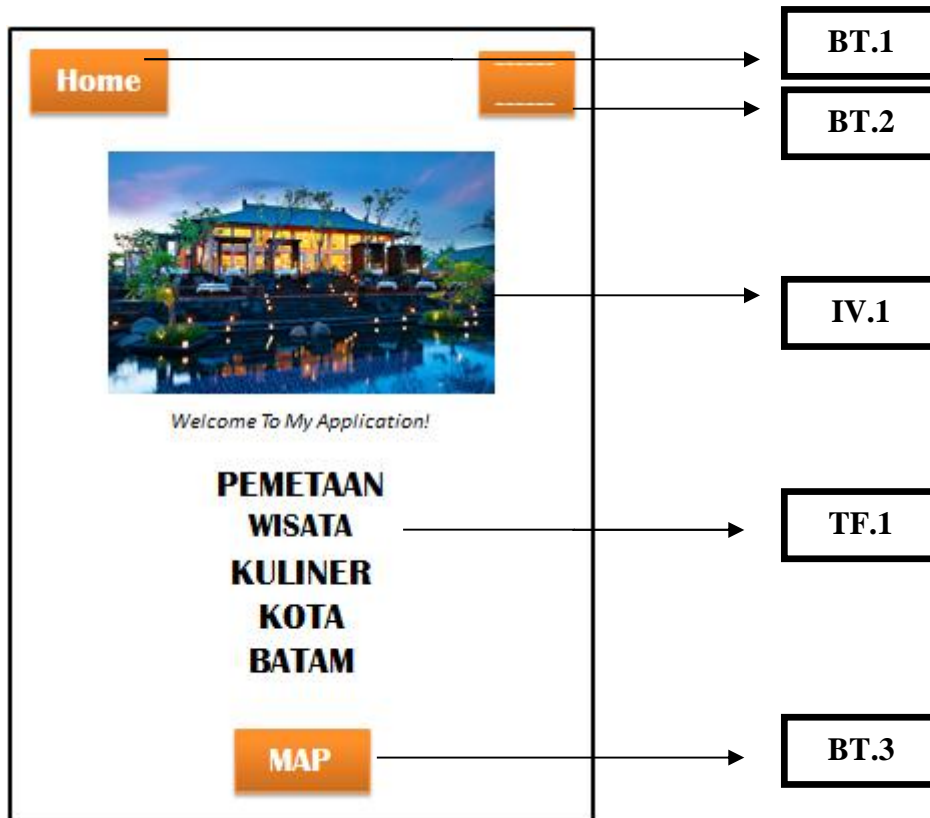 Home
BT.1
BT.2
IV.1
Welcome To My Application!
PEMETAAN
WISATA
TF.1
KULINER
KOTA
BATAM
MAP
BT.3